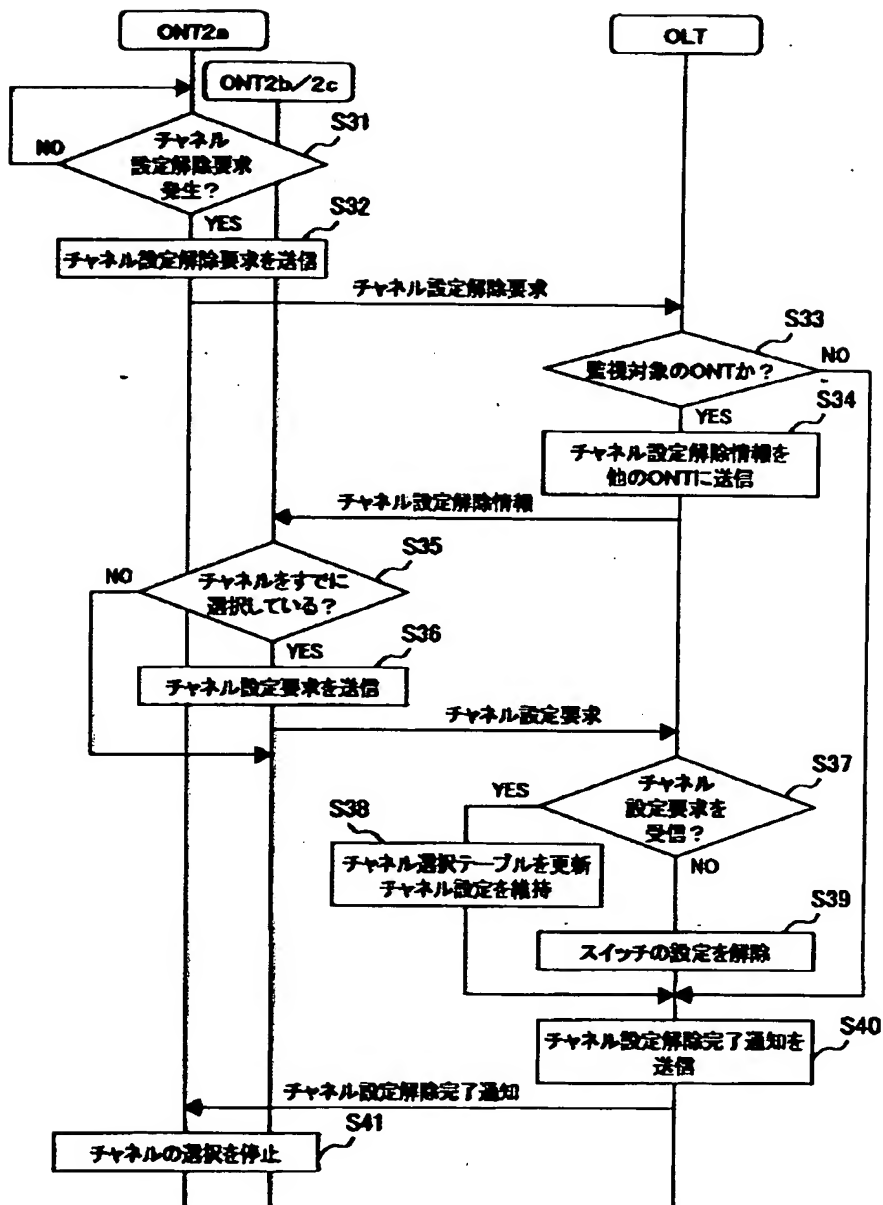 ONT2a
OLT
ONT2b／2c
S31
NO
チャネル
設定解除要求
発生？
YES
S32
チャネル設定解除要求を送信
チャネル設定解除要求
S33
監視対象のONTか？
NO
YES
S34
チャネル設定解除情報を
他のONTに送信
チャネル設定解除情報
S35
NO
チャネルをすでに
選択している？
YES
S36
チャネル設定要求を送信
チャネル設定要求
S37
YES
チャネル
設定要求を
受信？
NO
S38
チャネル選択テーブルを更新
チャネル設定を維持
S39
スイッチの設定を解除
S40
チャネル設定解除完了通知を
送信
チャネル設定解除完了通知
S41
チャネルの選択を停止